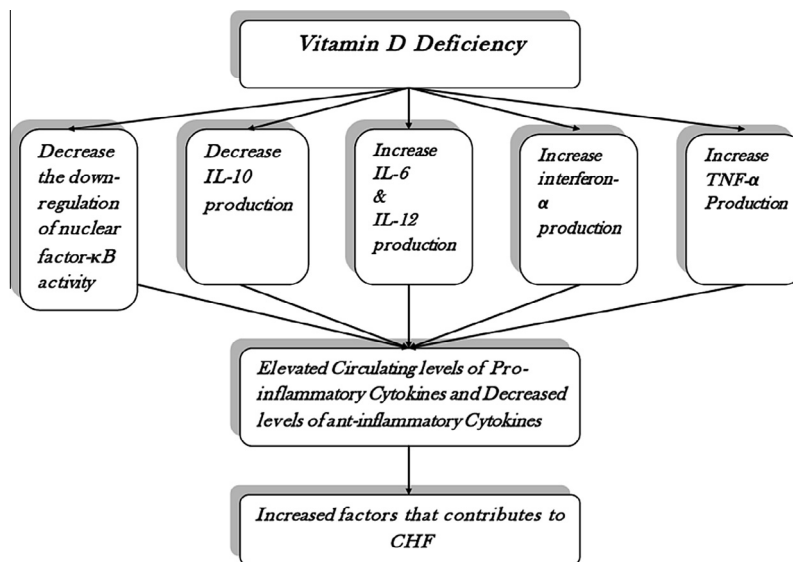 Vitamin D Deficiency
Decrease
the down-
regulation
of nuclear
factor-κB
activity
Decrease
IL-10
production
Increase
IL-6
&
IL-12
production
Increase
interferon-
α
production
Increase
TNF-α
Production
Elevated Circulating levels of Pro-
inflammatory Cytokines and Decreased
levels of ant-inflammatory Cytokines
Increased factors that contributes to
CHF